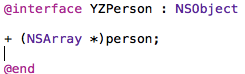 @interface YZPerson : NSObject
+ (NSArray *)person;
@end